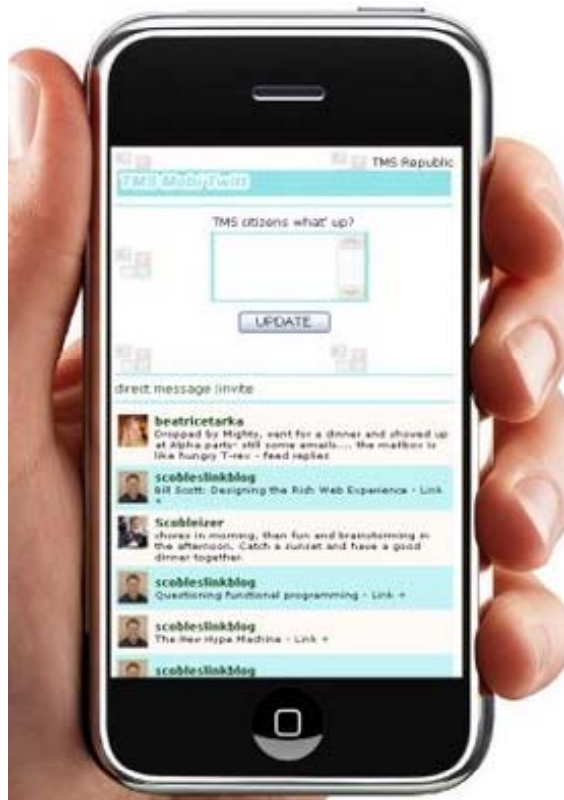 TMS Republic
TMS MobijTwitt
TMS citizens what' up?
UPDATE
direct message |invite
beatricetarka
Dropped by Mighty, went for a dinner and showed up
at Alpha party- still some emails.... the mailbox is
like hungry T-rex - feed replies
scobleslinkblog
Bill Scott: Designing the Rich Web Experience - Link
+
Scobleizer
chores in morning, then fun and brainstorming in
the afternoon. Catch a sunset and have a good
dinner together.
scobleslinkblog
Questioning functional programming - Link +
scobleslinkblog
The New Hype Machine - Link +
scobleslinkblog